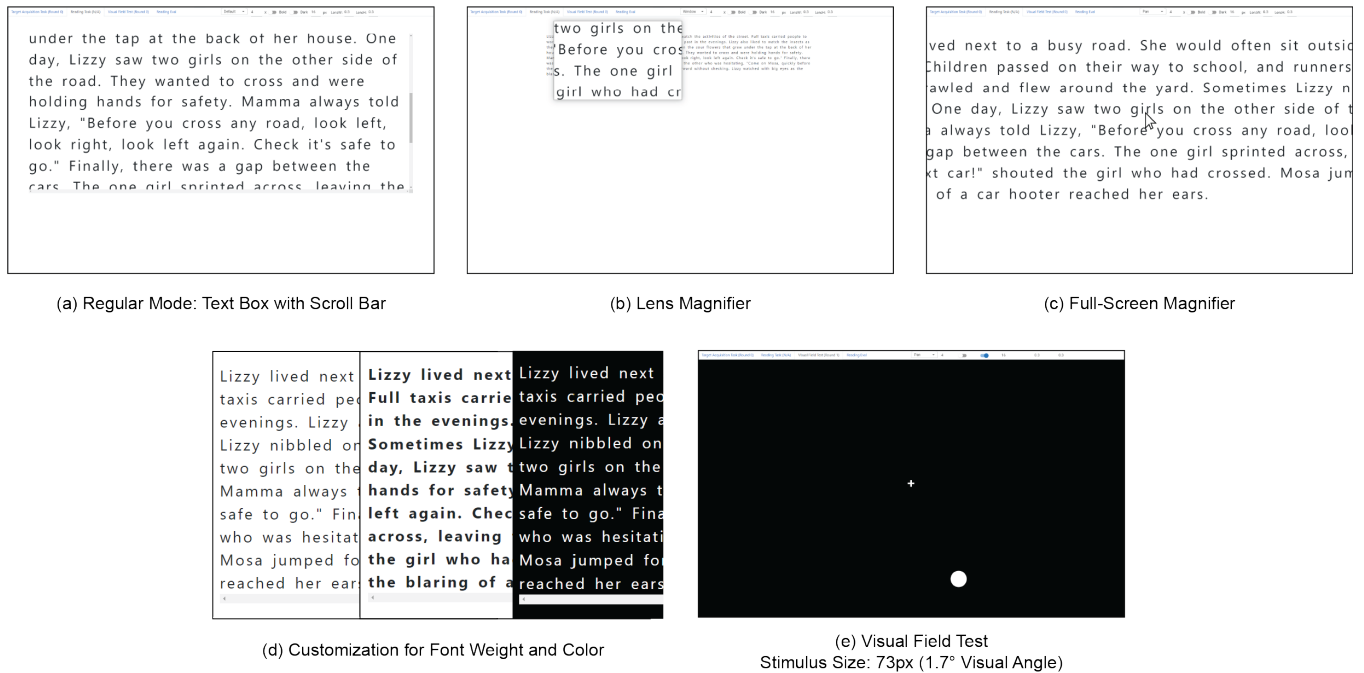 under the tap at the back of her house. One
day, Lizzy saw two girls on the other side of
the road. They wanted to cross and were
holding hands for safety. Mamma always told
Lizzy, "Before you cross any road, look left,
look right, look left again. Check it's safe to
go." Finally, there was a gap between the
cars. The one girl sprinted across, leaving the
(a) Regular Mode: Text Box with Scroll Bar
two girls on the
"Before you cros
s. The one girl
girl who had cr
(b) Lens Magnifier
ved next to a busy road. She would often sit outsid
Children passed on their way to school, and runners
rawled and flew around the yard. Sometimes Lizzy n
One day, Lizzy saw two girls on the other side of t
a always told Lizzy, "Before you cross any road, lool
gap between the cars. The one girl sprinted across,
xt car!" shouted the girl who had crossed. Mosa jum
of a car hooter reached her ears.
(c) Full-Screen Magnifier
Lizzy lived next
taxis carried peo
evenings. Lizzy
Lizzy nibbled on
two girls on the
Mamma always t
safe to go." Fin
who was hesitat
Mosa jumped fo
reached her ears
Lizzy lived next
Full taxis carrie
in the evenings.
Sometimes Lizzy
day, Lizzy saw t
hands for safety
left again. Chec
across, leaving
the girl who ha
the blaring of a
Lizzy lived next
taxis carried peo
evenings. Lizzy a
Lizzy nibbled on
two girls on the
Mamma always t
safe to go." Fina
who was hesitati
Mosa jumped for
reached her ears
(d) Customization for Font Weight and Color
(e) Visual Field Test
Stimulus Size: 73px (1.7° Visual Angle)